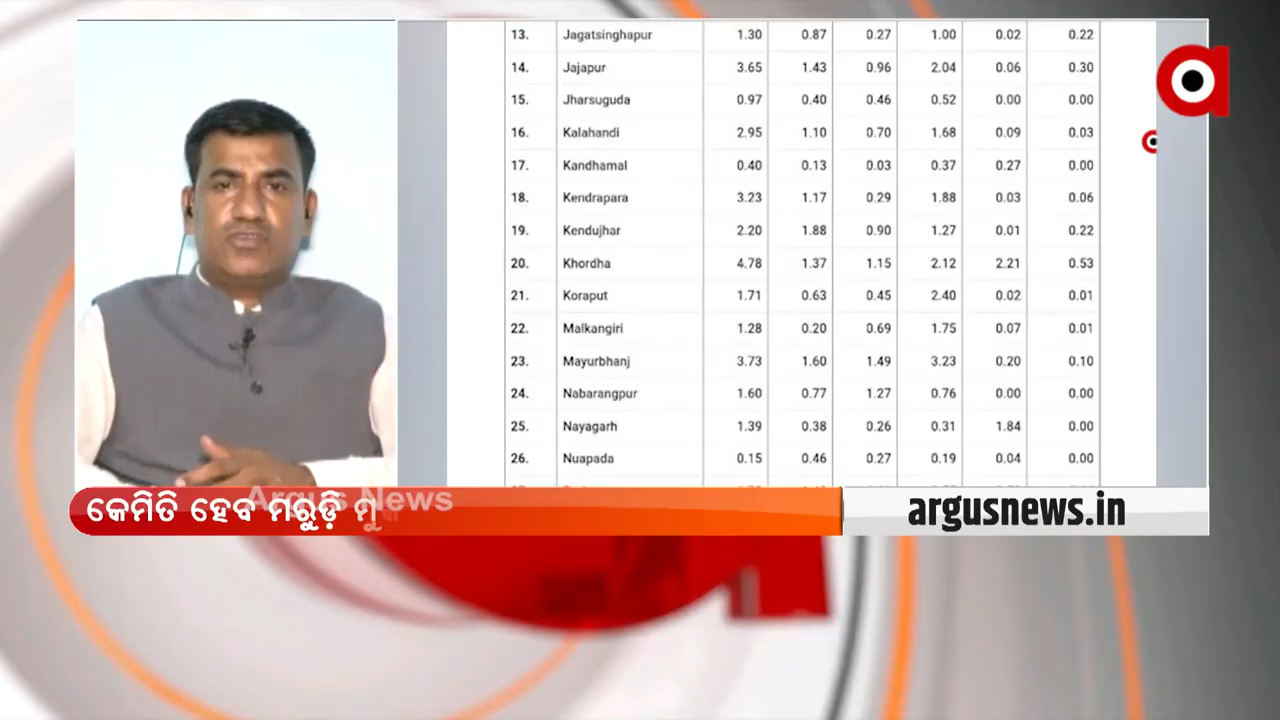 13. Jagatsinghapur 1.30 0.87 0.27 1.00 0.02 0.22
14. Jajapur 3.65 1.43 0.96 2.04 0.06 0.30
15. Jharsuguda 0.97 0.40 0.46 0.52 0.00 0.00
16. Kalahandi 2.95 1.10 0.70 1.68 0.09 0.03
17. Kandhamal 0.40 0.13 0.03 0.37 0.27 0.00
18. Kendrapara 3.23 1.17 0.29 1.88 0.03 0.06
19. Kendujhar 2.20 1.88 0.90 1.27 0.01 0.22
20. Khordha 4.78 1.37 1.15 2.12 2.21 0.53
21. Koraput 1.71 0.63 0.45 2.40 0.02 0.01
22. Malkangiri 1.28 0.20 0.69 1.75 0.07 0.01
23. Mayurbhanj 3.73 1.60 1.49 3.23 0.20 0.10
24. Nabarangpur 1.60 0.77 1.27 0.76 0.00 0.00
25. Nayagarh 1.39 0.38 0.26 0.31 1.84 0.00
26. Nuapada 0.15 0.46 0.27 0.19 0.04 0.00
Argus News
କେମିତି ହେବ ମରୁଡ଼ି ମୁ
argusnews.in